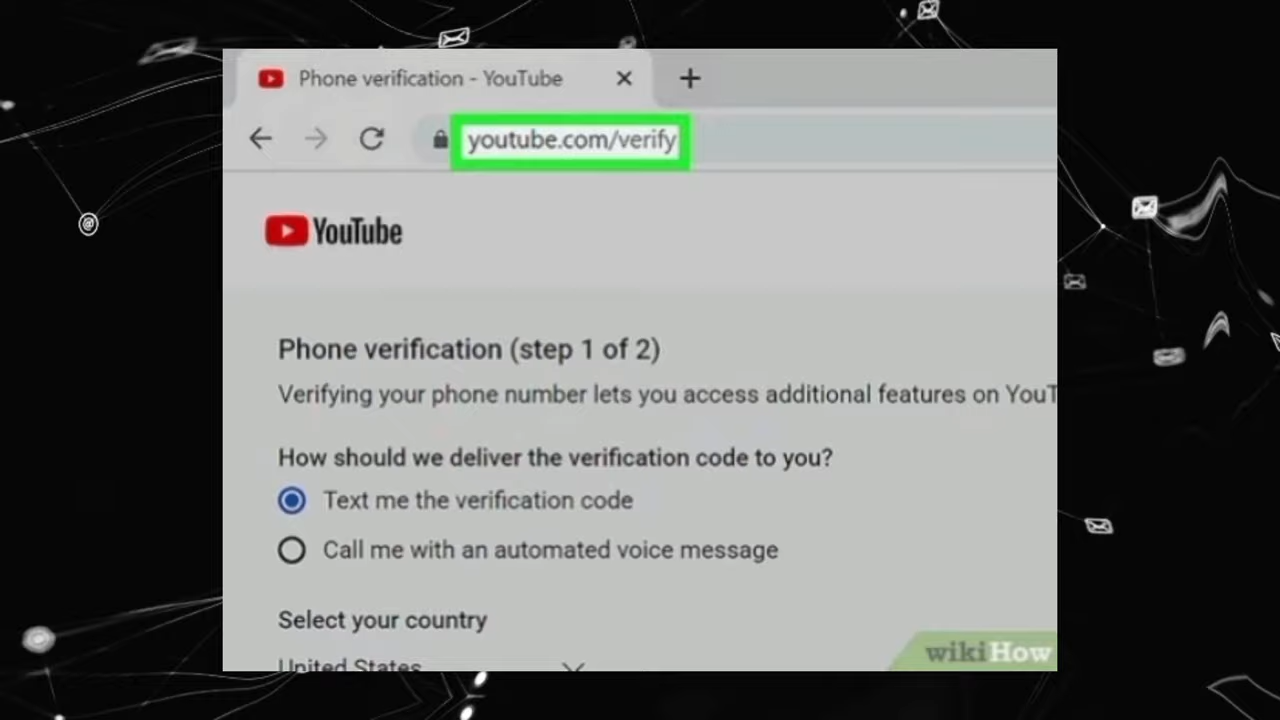 Phone verification - YouTube
youtube.com/verify
YouTube
Phone verification (step 1 of 2)
Verifying your phone number lets you access additional features on YouT
How should we deliver the verification code to you?
Text me the verification code
Call me with an automated voice message
Select your country
United States
wikiHow